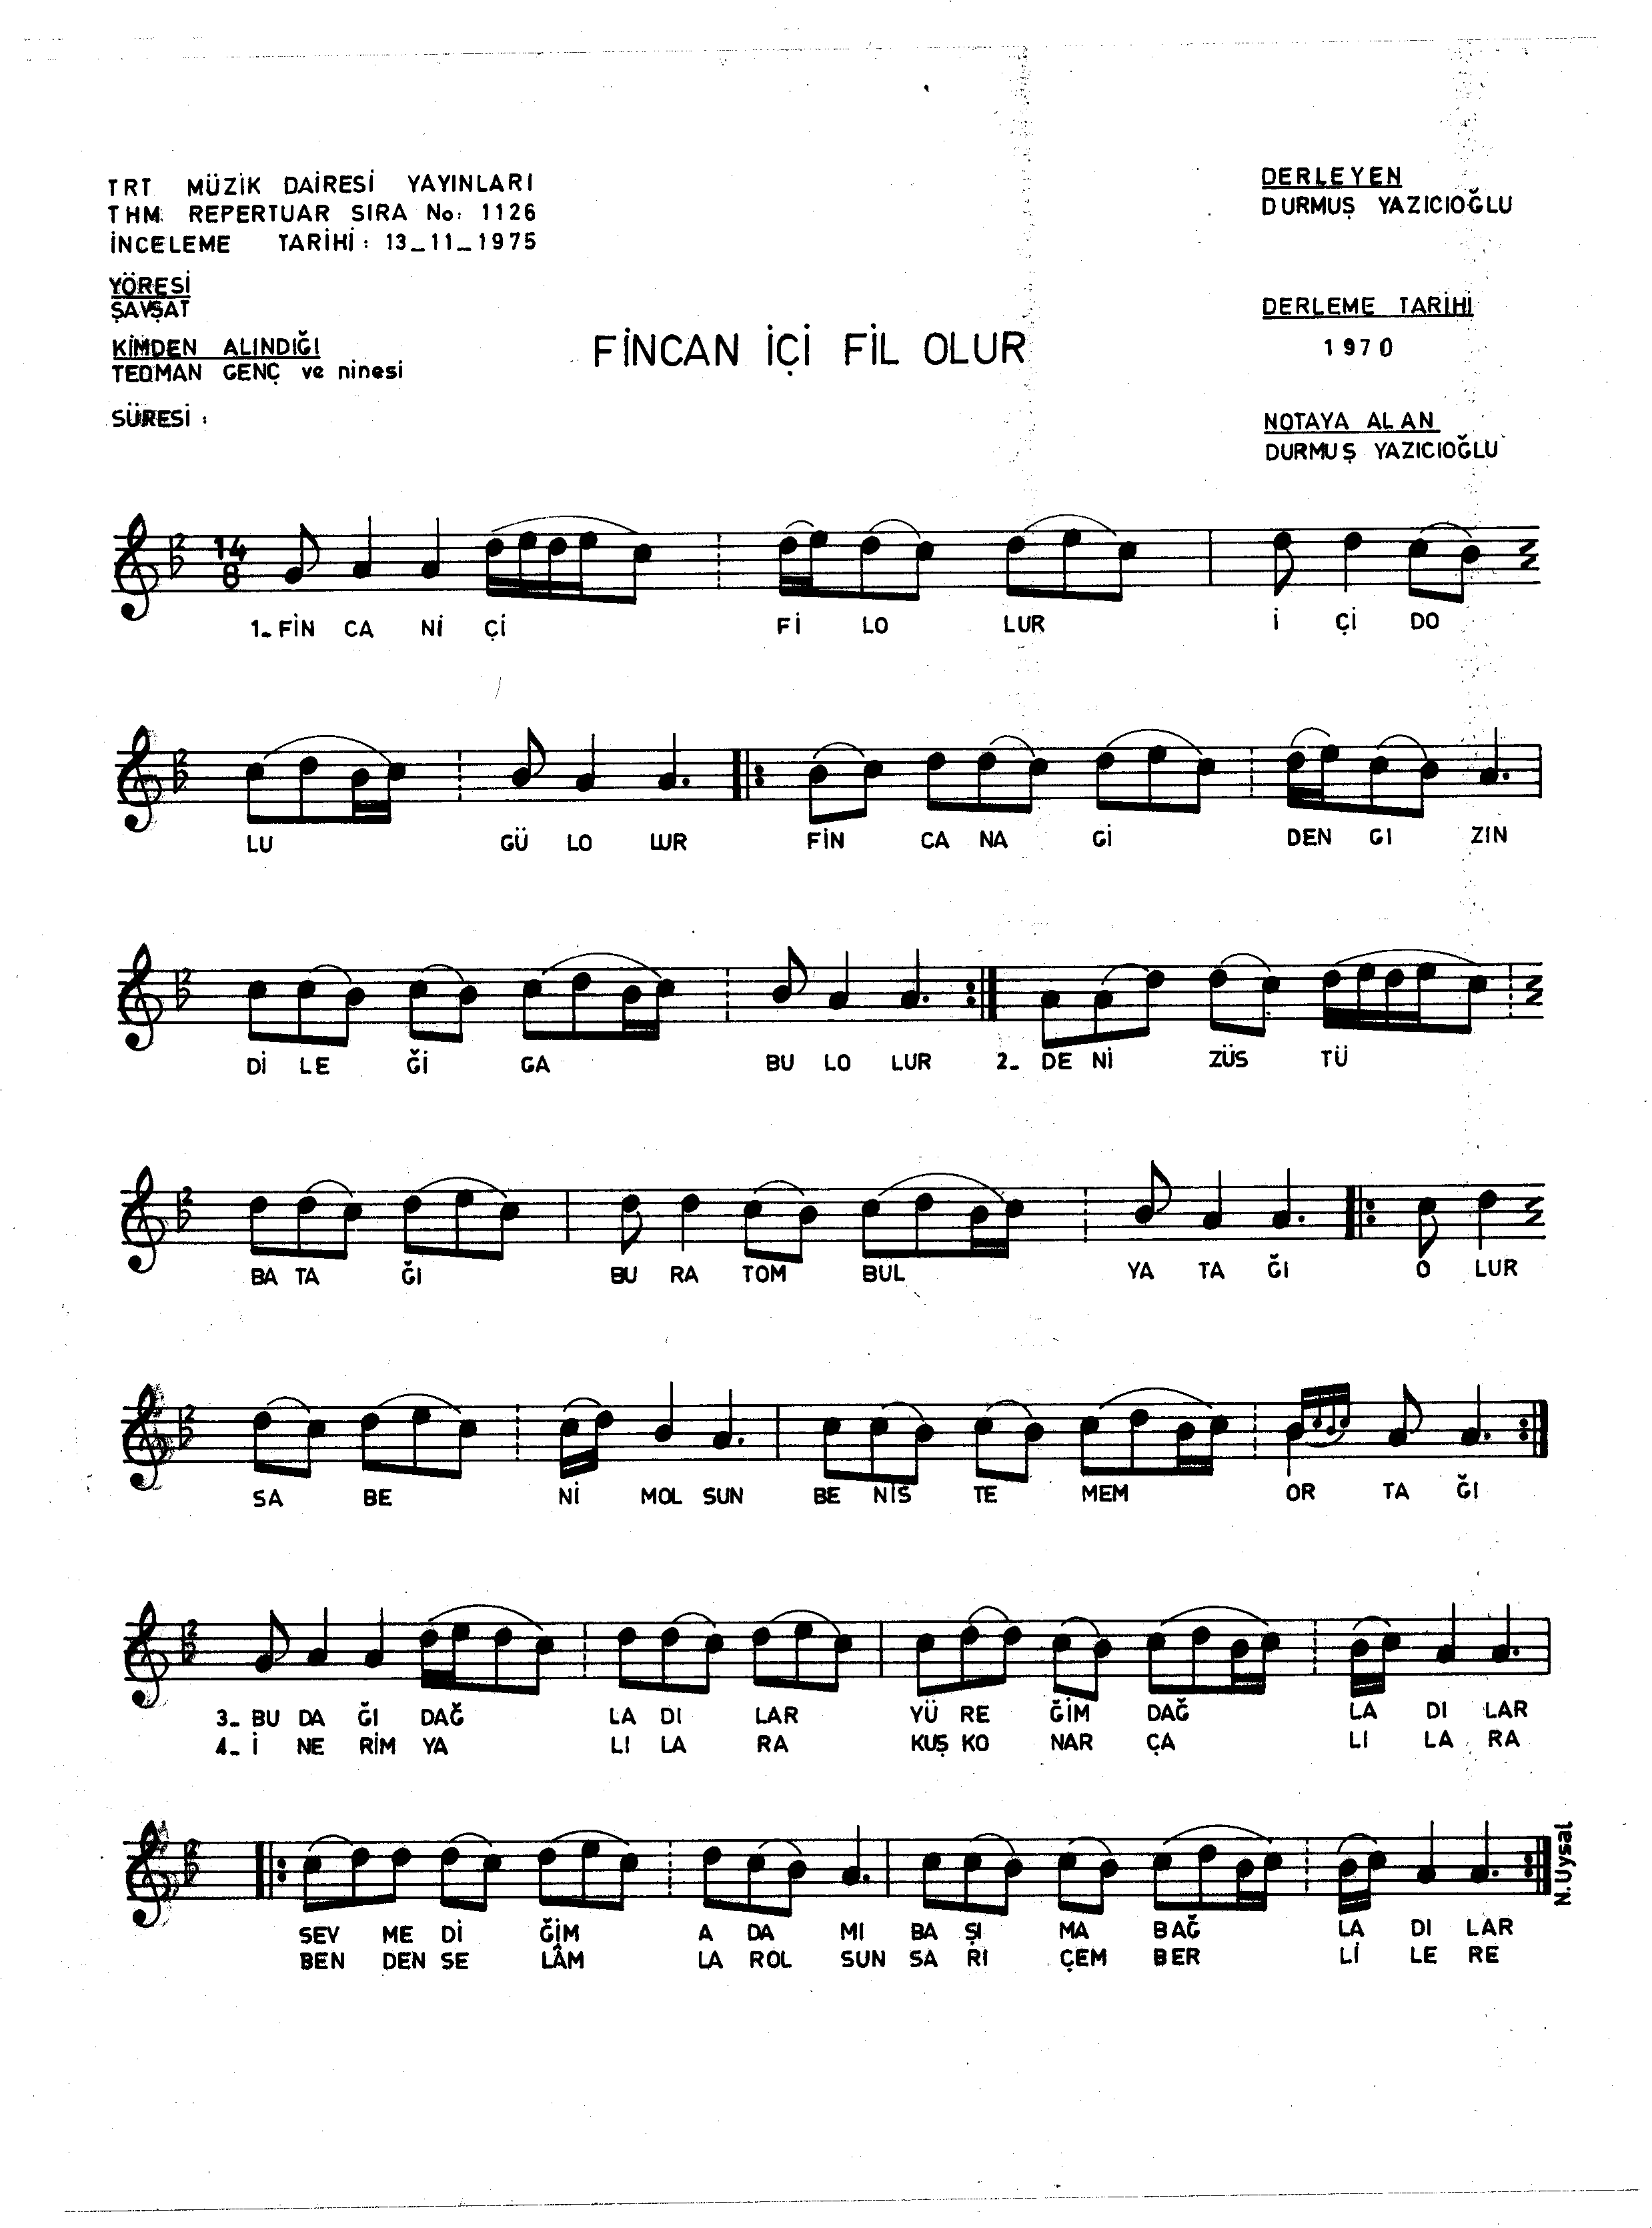 TRT MÜZİK DAİRESİ YAYINLARI
THM REPERTUAR SIRA No: 1126
İNCELEME TARİHİ : 13_11_1975
YÖRESİ
ŞAVŞAT
KİMDEN ALINDIĞI
TEOMAN GENÇ ve ninesi
SÜRESİ :
FİNCAN İÇİ FİL OLUR
DERLEYEN
DURMUŞ YAZICIOĞLU
DERLEME TARİHİ
1970
NOTAYA ALAN
DURMUŞ YAZICIOĞLU
14
8
1_ FİN CA Nİ Çİ Fİ LO LUR İ Çİ DO
LU GÜ LO LUR FİN CA NA Gİ DEN GI ZIN
Dİ LE Ğİ GA BU LO LUR 2_ DE Nİ ZÜS TÜ
BA TA ĞI BU RA TOM BUL YA TA ĞI O LUR
SA BE Nİ MOL SUN BE NİS TE MEM OR TA ĞI
3_ BU DA ĞI DAĞ LA DI LAR YÜ RE ĞİM DAĞ LA DI LAR
4_ İ NE RİM YA LI LA RA KUŞ KO NAR ÇA LI LA RA
SEV ME Dİ ĞİM A DA MI BA ŞI MA BAĞ LA DI LAR
BEN DEN SE LÂM LA ROL SUN SA RI ÇEM BER Lİ LE RE
N.Uysal